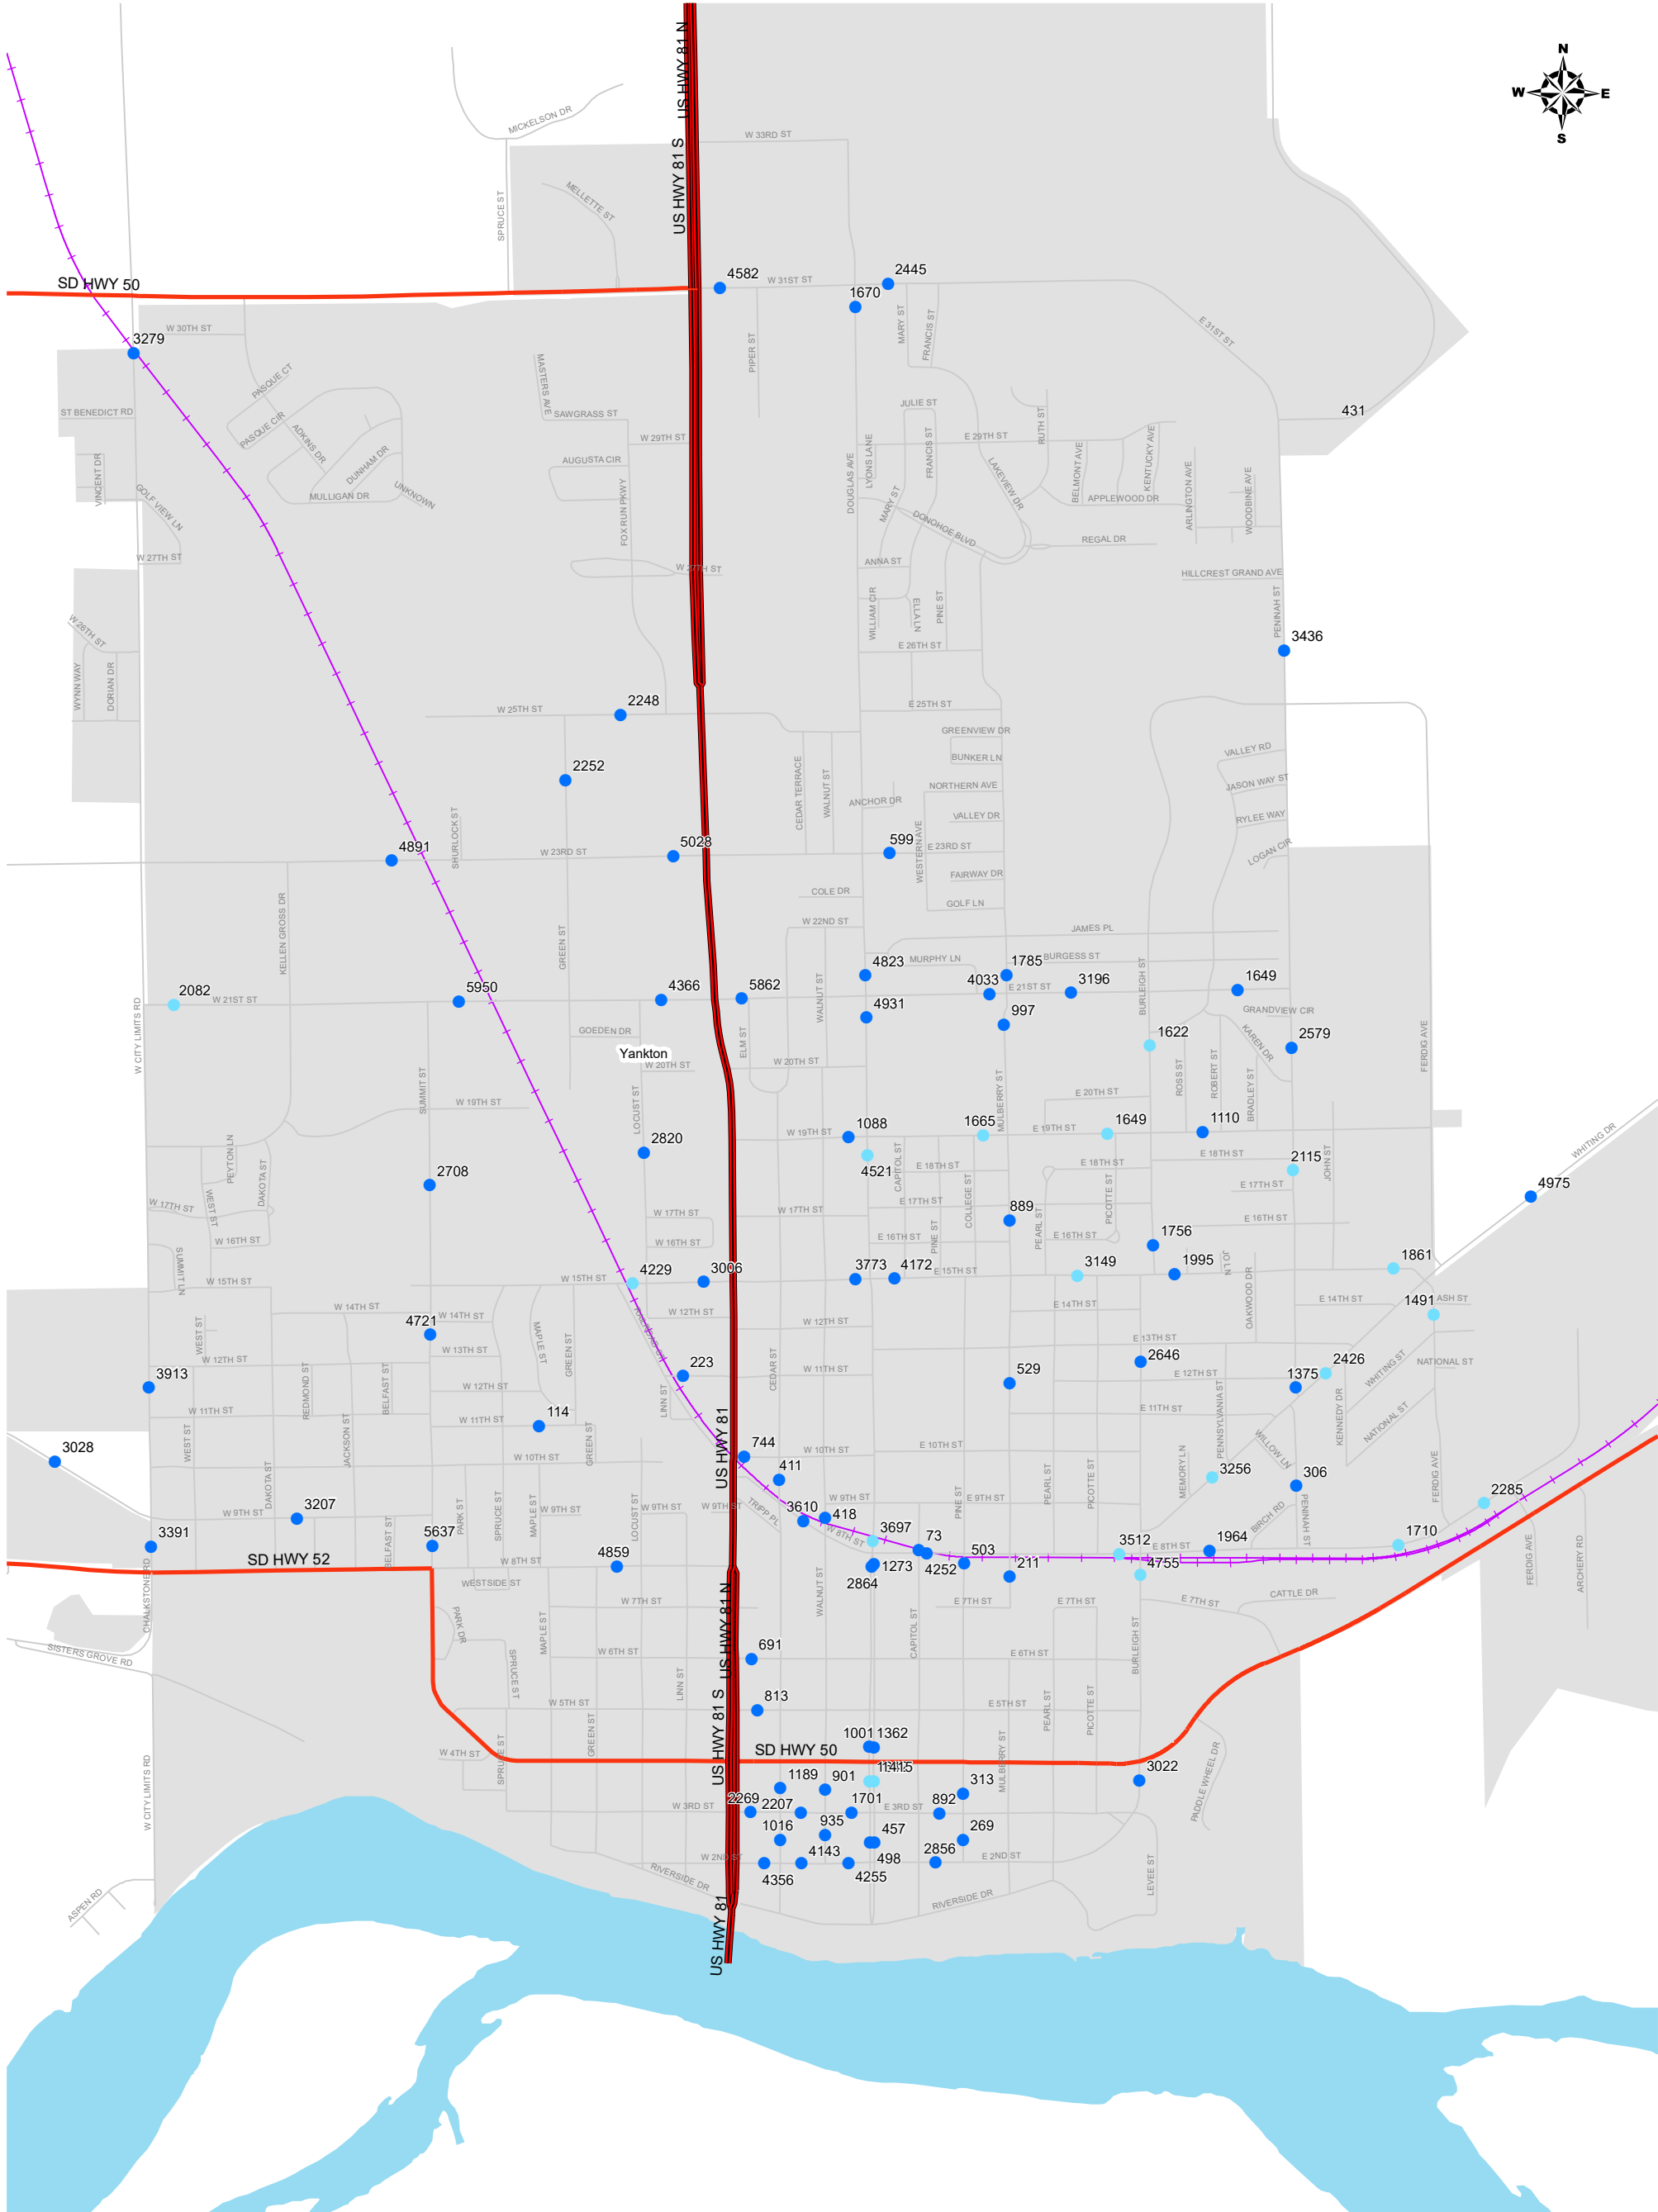 N
W
E
S
US HWY 81 N
US HWY 81 S
MICKELSON DR
W 33RD ST
MELLETTE ST
SPRUCE ST
SD HWY 50
4582
W 31ST ST
2445
1670
3279
W 30TH ST
MARY ST
FRANCIS ST
E 31ST ST
PIPER ST
MASTERS AVE
PASQUE CT
PASQUE CIR
ST BENEDICT RD
SAWGRASS ST
JULIE ST
431
ADKINS DR
DUNHAM DR
W 29TH ST
E 29TH ST
RUTH ST
AUGUSTA CIR
DOUGLAS AVE
LYONS LANE
FRANCIS ST
LAKEVIEW DR
BELMONT AVE
KENTUCKY AVE
VINCENT DR
GOLF VIEW LN
MULLIGAN DR
UNKNOWN
FOX RUN PKWY
MARY ST
APPLEWOOD DR
ARLINGTON AVE
WOODBINE AVE
DONOHOE BLVD
REGAL DR
W 27TH ST
W 27TH ST
ANNA ST
HILLCREST GRAND AVE
WILLIAM CIR
ELLA LN
PINE ST
PENINAH ST
W 26TH ST
E 26TH ST
3436
WYNN WAY
DORIAN DR
2248
W 25TH ST
E 25TH ST
GREENVIEW DR
BUNKER LN
VALLEY RD
2252
NORTHERN AVE
JASON WAY ST
CEDAR TERRACE
WALNUT ST
ANCHOR DR
VALLEY DR
RYLEE WAY
4891
SHURLOCK ST
W 23RD ST
5028
599
E 23RD ST
WESTERN AVE
LOGAN CIR
FAIRWAY DR
COLE DR
GOLF LN
KELLEN GROSS DR
GREEN ST
W 22ND ST
JAMES PL
MURPHY LN
BURGESS ST
4823
1785
2082
W 21ST ST
5950
4366
5862
4033
E 21ST ST
3196
1649
W CITY LIMITS RD
WALNUT ST
4931
997
BURLEIGH ST
GRANDVIEW CIR
GOEDEN DR
ELM ST
1622
KAREN DR
2579
FERDIG AVE
Yankton
W 20TH ST
W 20TH ST
ROSS ST
ROBERT ST
BRADLEY ST
SUMMIT ST
W 19TH ST
LOCUST ST
MULBERRY ST
E 20TH ST
1088
W 19TH ST
1665
E 19TH ST
1649
1110
2820
4521
CAPITOL ST
E 18TH ST
E 18TH ST
E 18TH ST
2115
JOHN ST
WHITING DR
PEYTON LN
WEST ST
DAKOTA ST
2708
E 17TH ST
4975
W 17TH ST
W 17TH ST
W 17TH ST
E 17TH ST
COLLEGE ST
889
PEARL ST
PICOTTE ST
E 16TH ST
W 16TH ST
W 16TH ST
E 16TH ST
PINE ST
E 16TH ST
1756
JO LN
SUMMIT LN
W 15TH ST
W 15TH ST
4229
3006
3773
4172
E 15TH ST
3149
1995
1861
OAKWOOD DR
W 14TH ST
W 14TH ST
W 12TH ST
W 12TH ST
E 14TH ST
E 14TH ST
1491
ASH ST
4721
WEST ST
RAILROAD ST
MAPLE ST
GREEN ST
E 13TH ST
W 13TH ST
W 12TH ST
3913
REDMOND ST
BELFAST ST
223
CEDAR ST
W 11TH ST
529
2646
E 12TH ST
1375
2426
WHITING ST
NATIONAL ST
W 12TH ST
W 11TH ST
W 11TH ST
114
LINN ST
E 11TH ST
PENNSYLVANIA ST
KENNEDY DR
NATIONAL ST
WEST ST
JACKSON ST
GREEN ST
US HWY 81
744
W 10TH ST
E 10TH ST
WILLOW LN
3028
W 10TH ST
411
MEMORY LN
3256
306
DAKOTA ST
PEARL ST
PICOTTE ST
FERDIG AVE
2285
W 9TH ST
3207
PARK ST
SPRUCE ST
MAPLE ST
W 9TH ST
LOCUST ST
W 9TH ST
W 9TH ST
TRIPP PL
3610
418
W 9TH ST
E 9TH ST
PINE ST
BIRCH RD
PENINAH ST
3391
5637
BELFAST ST
W 8TH ST
3697
73
3512
1964
E 8TH ST
1710
SD HWY 52
W 8TH ST
4859
1273
4252
503
211
4755
2864
FERDIG AVE
ARCHERY RD
WESTSIDE ST
CHALKSTONE RD
W 7TH ST
WALNUT ST
E 7TH ST
E 7TH ST
E 7TH ST
CATTLE DR
PARK DR
MAPLE ST
US HWY 81 N
CAPITOL ST
BURLEIGH ST
SISTERS GROVE RD
W 6TH ST
691
E 6TH ST
SPRUCE ST
LINN ST
W 5TH ST
813
E 5TH ST
PEARL ST
PICOTTE ST
US HWY 81 S
GREEN ST
SPRUCE ST
1001
1362
W 4TH ST
SD HWY 50
MULBERRY ST
PADDLE WHEEL DR
1189
901
1415
313
3022
W CITY LIMITS RD
W 3RD ST
2269
2207
1701
E 3RD ST
892
1016
935
457
269
4143
498
2856
W 2ND ST
E 2ND ST
4356
4255
LEVEE ST
RIVERSIDE DR
RIVERSIDE DR
ASPEN RD
US HWY 81